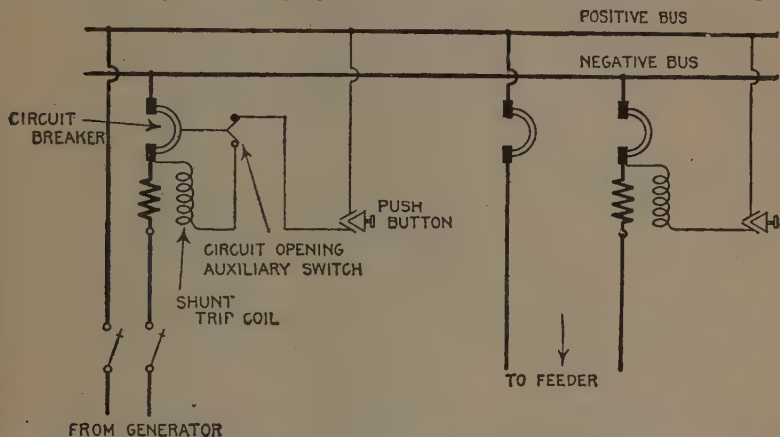 POSITIVE BUS
NEGATIVE BUS
CIRCUIT
BREAKER
PUSH
BUTTON
CIRCUIT OPENING
AUXILIARY SWITCH
SHUNT
TRIP COIL
TO FEEDER
FROM GENERATOR